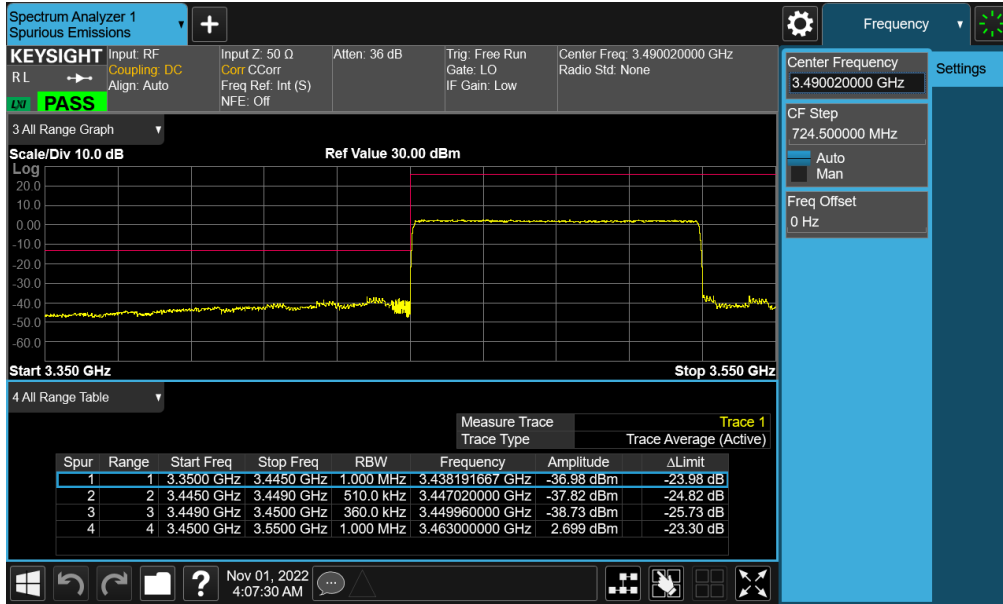 Spectrum Analyzer 1
Spurious Emissions
Frequency
KEYSIGHT
RL
LXI
PASS
Input: RF
Coupling: DC
Align: Auto
Input Z: 50 Ω
Corr CCorr
Freq Ref: Int (S)
NFE: Off
Atten: 36 dB
Trig: Free Run
Gate: LO
IF Gain: Low
Center Freq: 3.490020000 GHz
Radio Std: None
Center Frequency
3.490020000 GHz
Settings
CF Step
724.500000 MHz
Auto
Man
Freq Offset
0 Hz
3 All Range Graph
Scale/Div 10.0 dB
Ref Value 30.00 dBm
Log
20.0
10.0
0.00
-10.0
-20.0
-30.0
-40.0
-50.0
-60.0
Start 3.350 GHz
Stop 3.550 GHz
4 All Range Table
Measure Trace Trace 1
Trace Type Trace Average (Active)
Spur Range Start Freq Stop Freq RBW Frequency Amplitude ΔLimit
1 1 3.3500 GHz 3.4450 GHz 1.000 MHz 3.438191667 GHz -36.98 dBm -23.98 dB
2 2 3.4450 GHz 3.4490 GHz 510.0 kHz 3.447020000 GHz -37.82 dBm -24.82 dB
3 3 3.4490 GHz 3.4500 GHz 360.0 kHz 3.449960000 GHz -38.73 dBm -25.73 dB
4 4 3.4500 GHz 3.5500 GHz 1.000 MHz 3.463000000 GHz 2.699 dBm -23.30 dB
?
Nov 01, 2022
4:07:30 AM